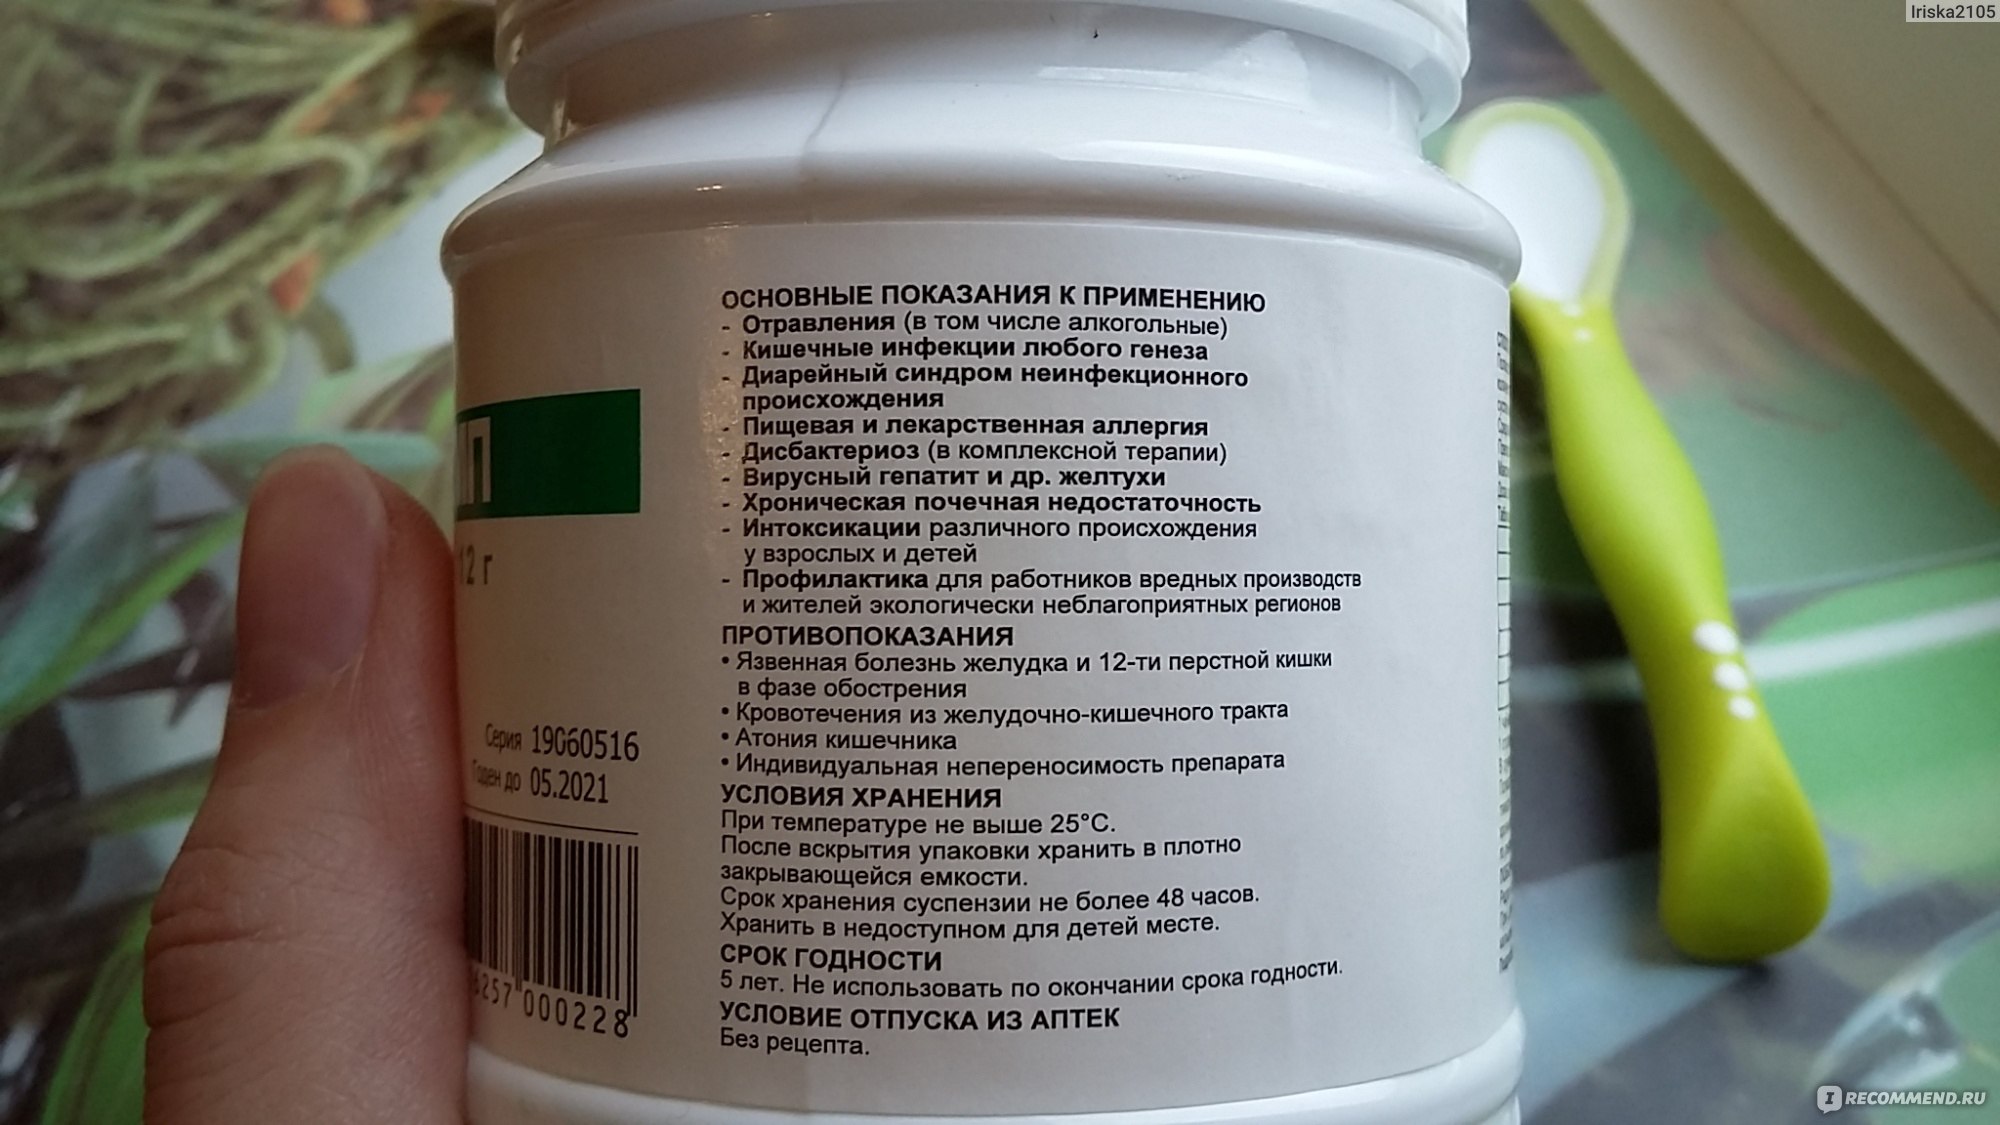 Iriska2105
ОСНОВНЫЕ ПОКАЗАНИЯ К ПРИМЕНЕНИЮ
- Отравления (в том числе алкогольные)
- Кишечные инфекции любого генеза
- Диарейный синдром неинфекционного
происхождения
- Пищевая и лекарственная аллергия
- Дисбактериоз (в комплексной терапии)
- Вирусный гепатит и др. желтухи
- Хроническая почечная недостаточность
- Интоксикации различного происхождения
у взрослых и детей
- Профилактика для работников вредных производств
и жителей экологически неблагоприятных регионов
ПРОТИВОПОКАЗАНИЯ
• Язвенная болезнь желудка и 12-ти перстной кишки
в фазе обострения
• Кровотечения из желудочно-кишечного тракта
• Атония кишечника
• Индивидуальная непереносимость препарата
УСЛОВИЯ ХРАНЕНИЯ
При температуре не выше 25°С.
После вскрытия упаковки хранить в плотно
закрывающейся емкости.
Срок хранения суспензии не более 48 часов.
Хранить в недоступном для детей месте.
СРОК ГОДНОСТИ
5 лет. Не использовать по окончании срока годности.
УСЛОВИЕ ОТПУСКА ИЗ АПТЕК
Без рецепта.
12 г
Серия 19060516
Годен до 05.2021
257 000228
IRECOMMEND.RU